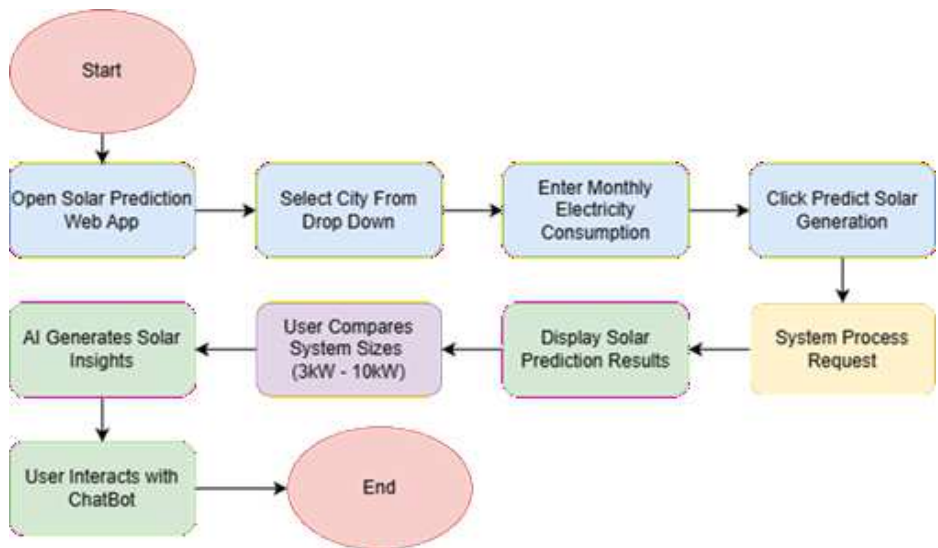 Start
Open Solar Prediction
Web App
Select City From
Drop Down
Enter Monthly
Electricity
Consumption
Click Predict Solar
Generation
System Process
Request
Display Solar
Prediction Results
User Compares
System Sizes
(3kW - 10kW)
AI Generates Solar
Insights
User Interacts with
ChatBot
End